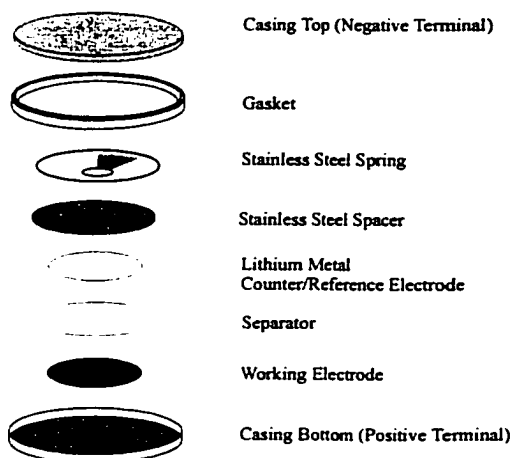 Casing Top (Negative Terminal)
Gasket
Stainless Steel Spring
Stainless Steel Spacer
Lithium Metal
Counter/Reference Electrode
Separator
Working Electrode
Casing Bottom (Positive Terminal)